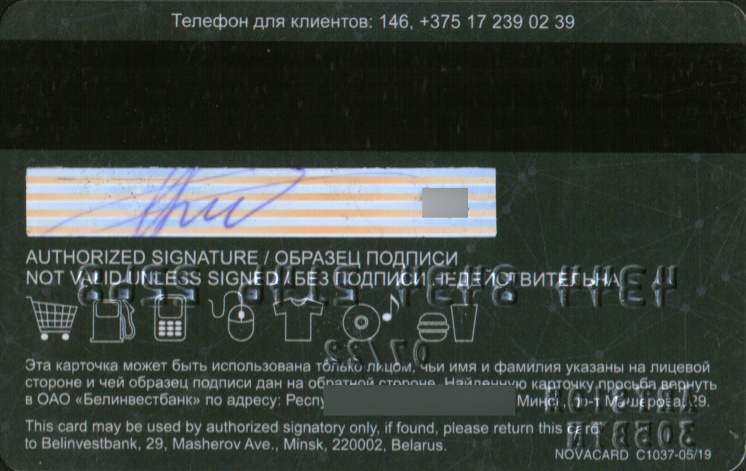 Телефон для клиентов: 146, +375 17 239 02 39
AUTHORIZED SIGNATURE / ОБРАЗЕЦ ПОДПИСИ
NOT VALID UNLESS SIGNED / БЕЗ ПОДПИСИ НЕДЕЙСТВИТЕЛЬНА
07/22
Эта карточка может быть использована только лицом, чьи имя и фамилия указаны на лицевой
стороне и чей образец подписи дан на обратной стороне. Найденную карточку просьба вернуть
в ОАО «Белинвестбанк» по адресу: Респу Минск, пр-т Машерова, 29.
This card may be used by authorized signatory only, if found, please return this card
to Belinvestbank, 29, Masherov Ave., Minsk, 220002, Belarus.
NOVACARD C1037-05/19